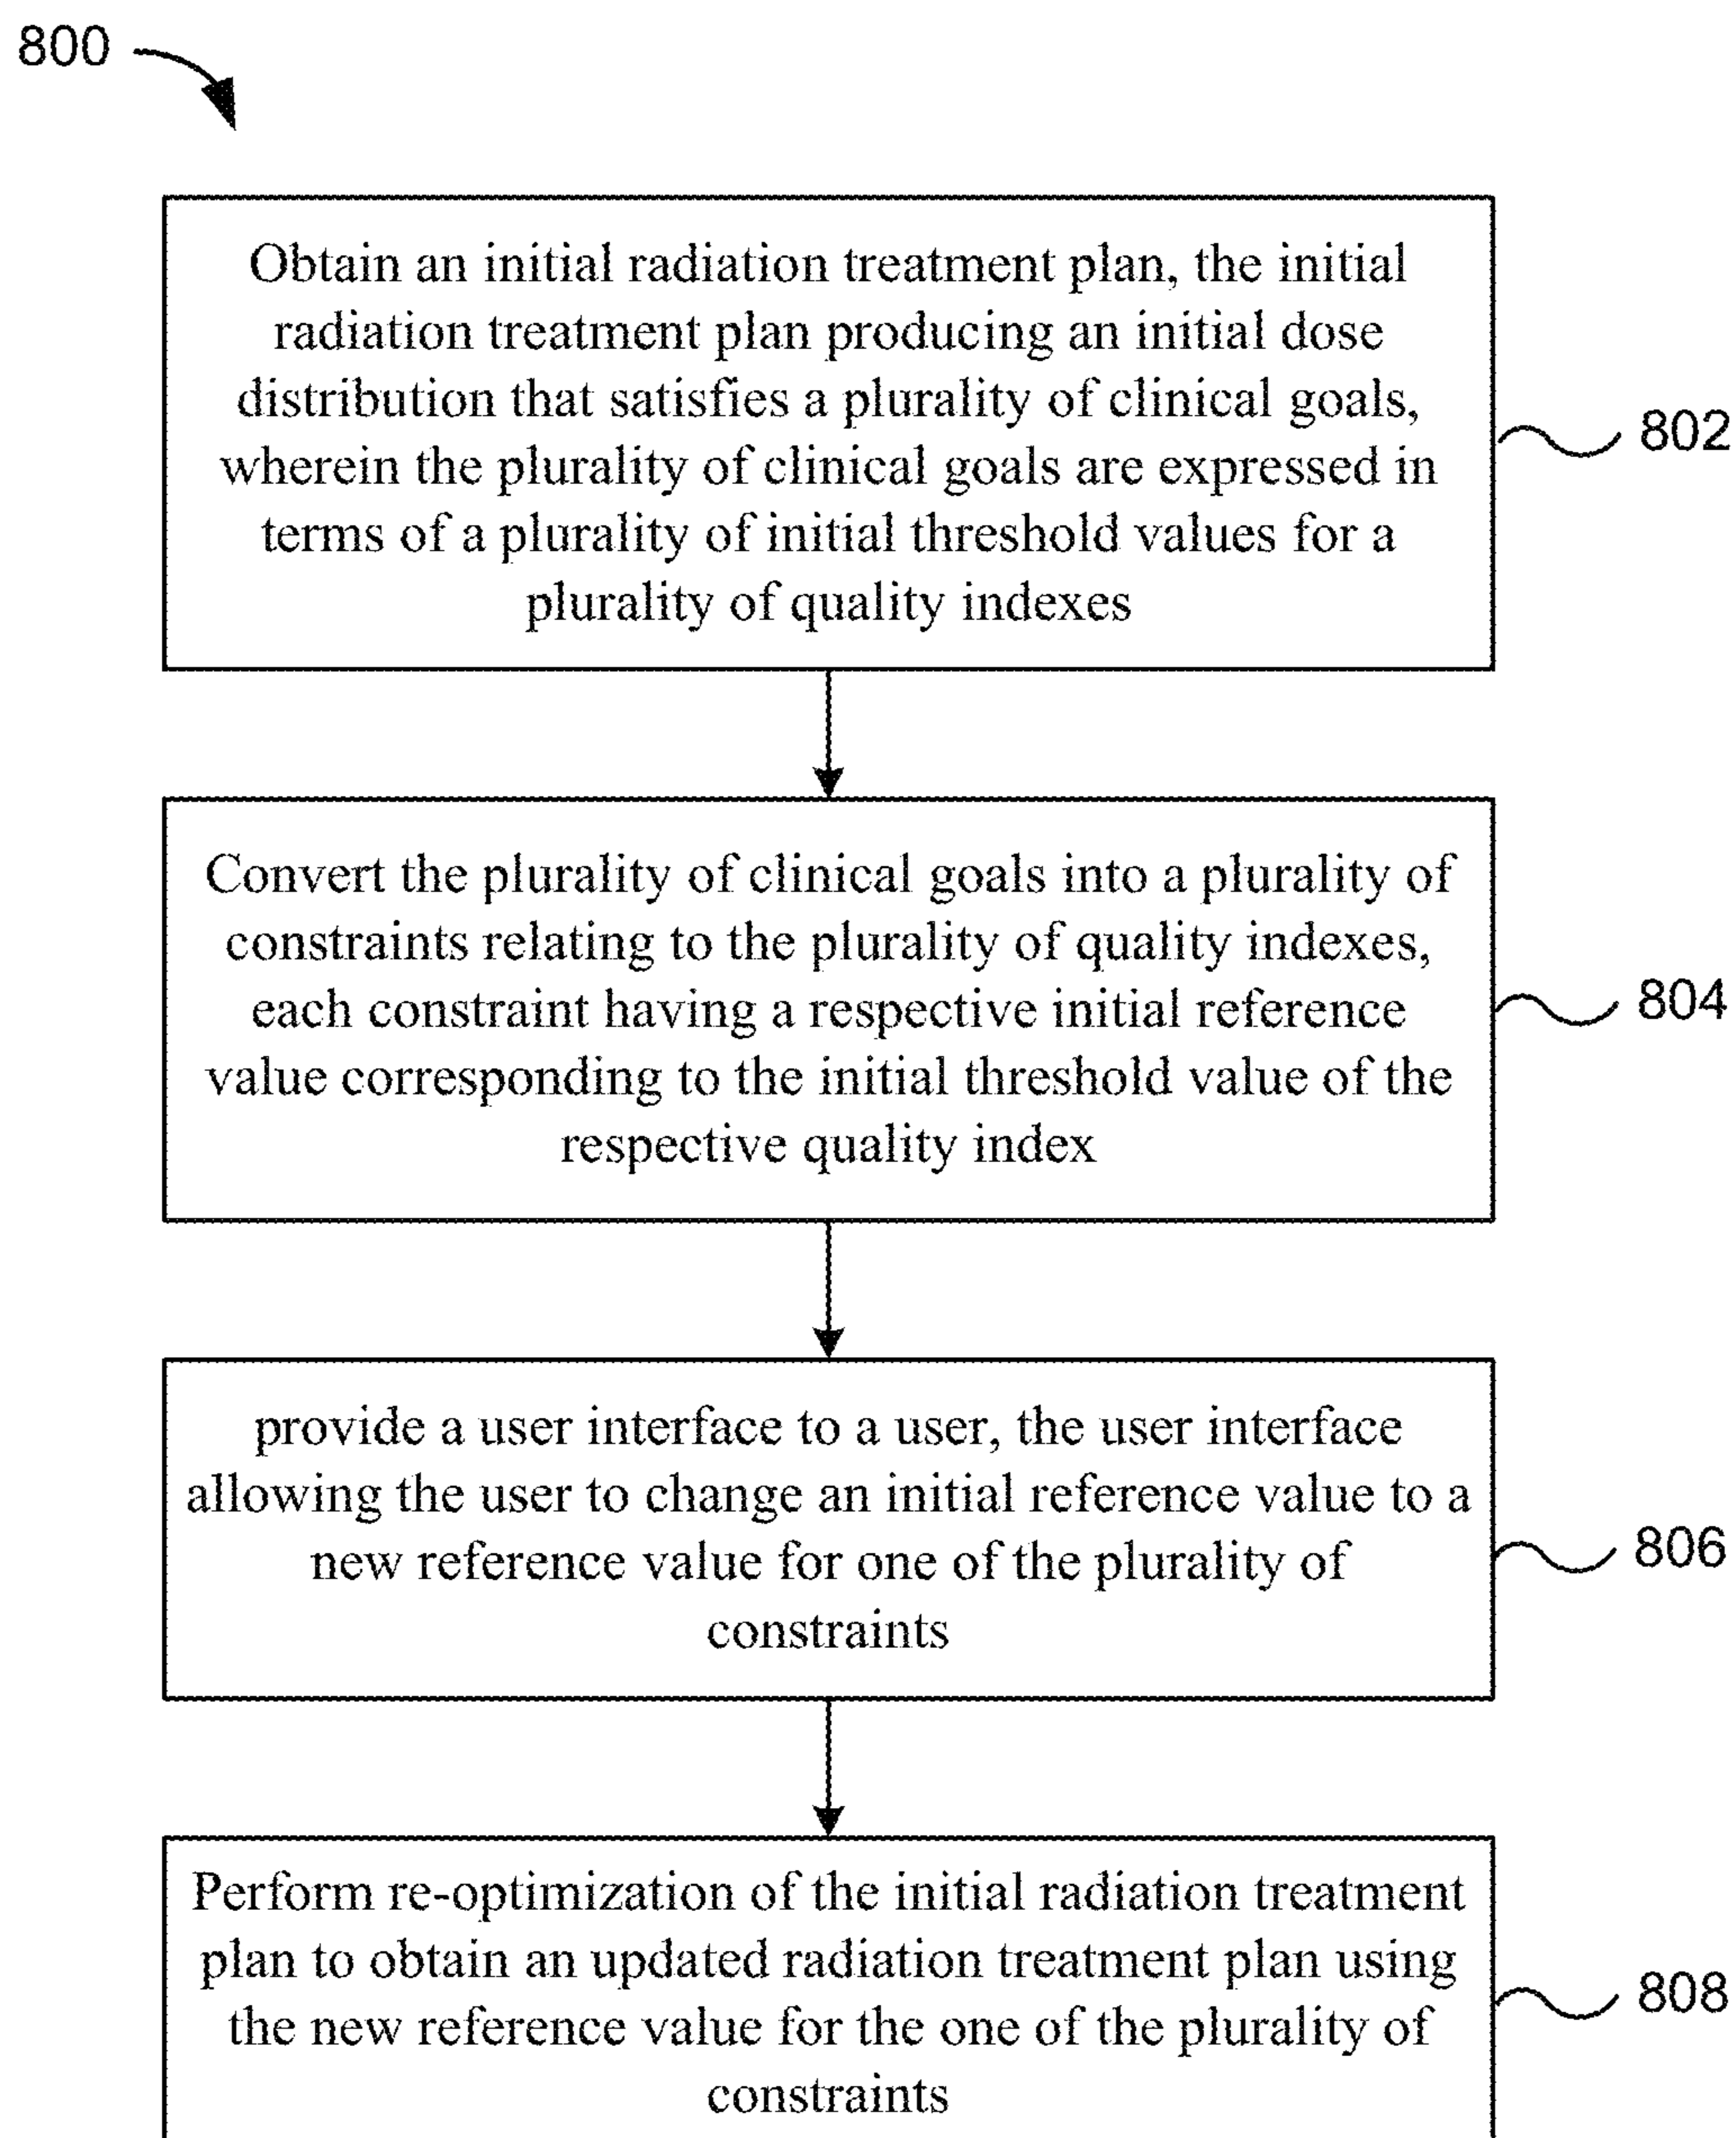 800
Obtain an initial radiation treatment plan, the initial
radiation treatment plan producing an initial dose
distribution that satisfies a plurality of clinical goals,
wherein the plurality of clinical goals are expressed in
terms of a plurality of initial threshold values for a
plurality of quality indexes
802
Convert the plurality of clinical goals into a plurality of
constraints relating to the plurality of quality indexes,
each constraint having a respective initial reference
value corresponding to the initial threshold value of the
respective quality index
804
provide a user interface to a user, the user interface
allowing the user to change an initial reference value to a
new reference value for one of the plurality of
constraints
806
Perform re-optimization of the initial radiation treatment
plan to obtain an updated radiation treatment plan using
the new reference value for the one of the plurality of
constraints
808